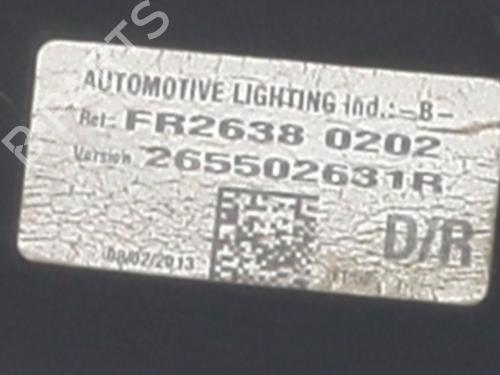 AUTOMOTIVE LIGHTING ind.: -B-
Ref.: FR2638 0202
Version 265502631R
D/R
08/02/2013